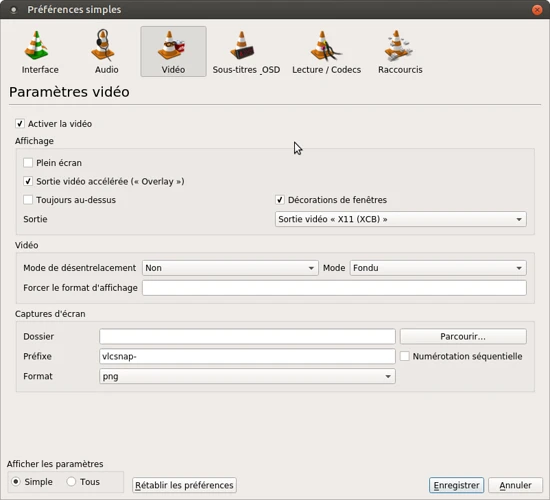 Préférences simples
Interface Audio Vidéo Sous-titres_OSD Lecture / Codecs Raccourcis
Paramètres vidéo
Activer la vidéo
Affichage
Plein écran
Sortie vidéo accélérée (« Overlay »)
Toujours au-dessus Décorations de fenêtres
Sortie Sortie vidéo « X11 (XCB) »
Vidéo
Mode de désentrelacement Non Mode Fondu
Forcer le format d'affichage
Captures d'écran
Dossier Parcourir...
Préfixe vlcsnap- Numérotation séquentielle
Format png
Afficher les paramètres
Simple Tous Rétablir les préférences Enregistrer Annuler